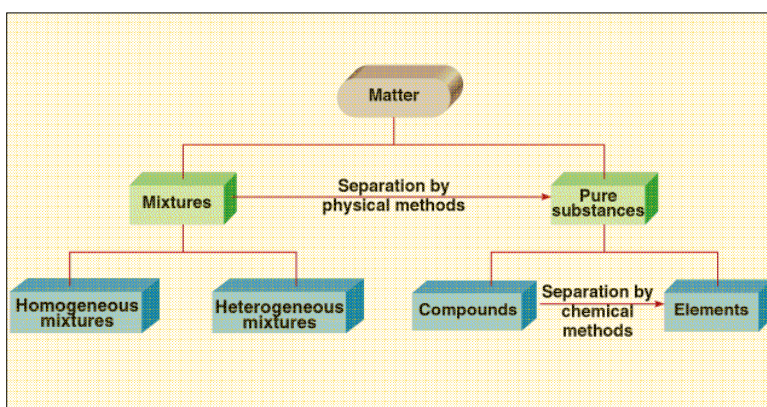 Matter
Mixtures
Separation by
physical methods
Pure
substances
Homogeneous
mixtures
Heterogeneous
mixtures
Compounds
Separation by
chemical
methods
Elements